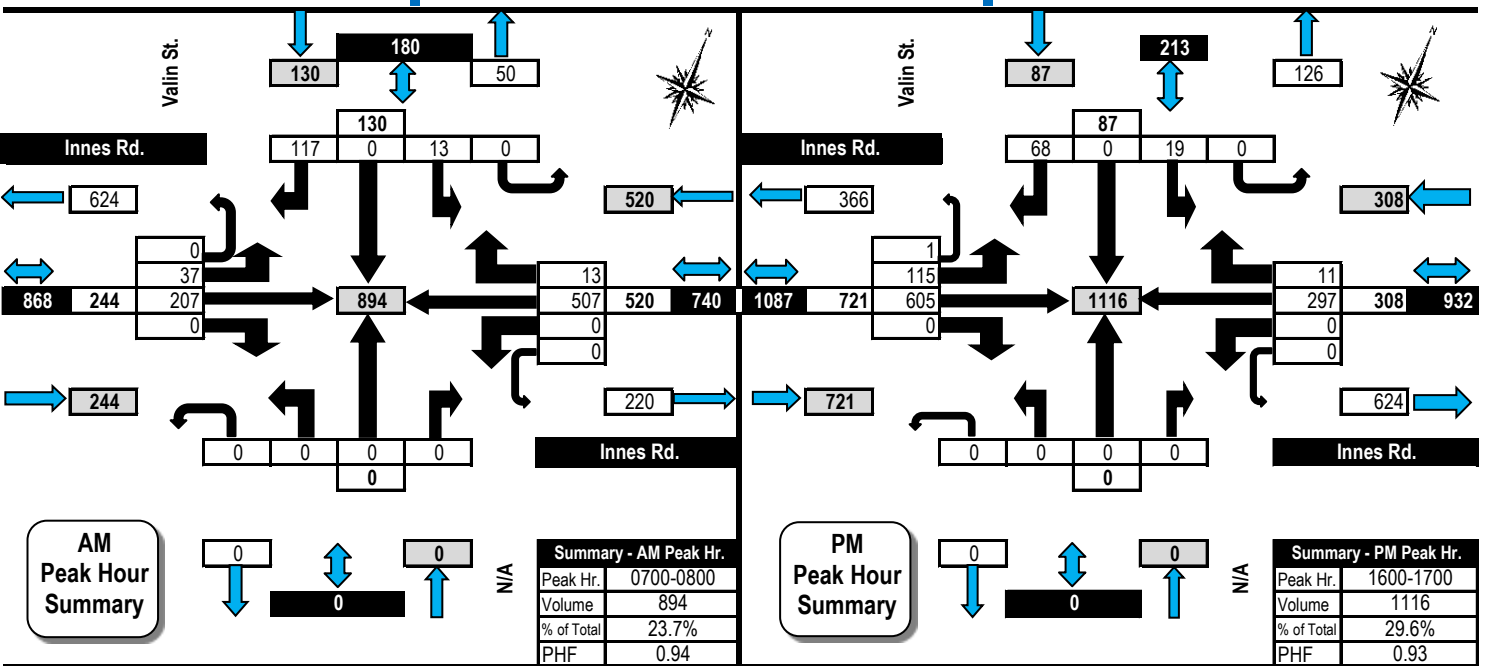 Valin St.
180
130
50
N
130
117 0 13 0
Innes Rd.
624
520
0
37
868 244 207
0
894
13
507 520 740
0
0
244
220
0 0 0 0
0
Innes Rd.
AM
Peak Hour
Summary
0
0
0
N/A
Summary - AM Peak Hr.
Peak Hr. 0700-0800
Volume 894
% of Total 23.7%
PHF 0.94
Valin St.
213
87
126
N
87
68 0 19 0
Innes Rd.
366
308
1
115
1087 721 605
0
1116
11
297 308 932
0
0
721
624
0 0 0 0
0
Innes Rd.
PM
Peak Hour
Summary
0
0
0
N/A
Summary - PM Peak Hr.
Peak Hr. 1600-1700
Volume 1116
% of Total 29.6%
PHF 0.93